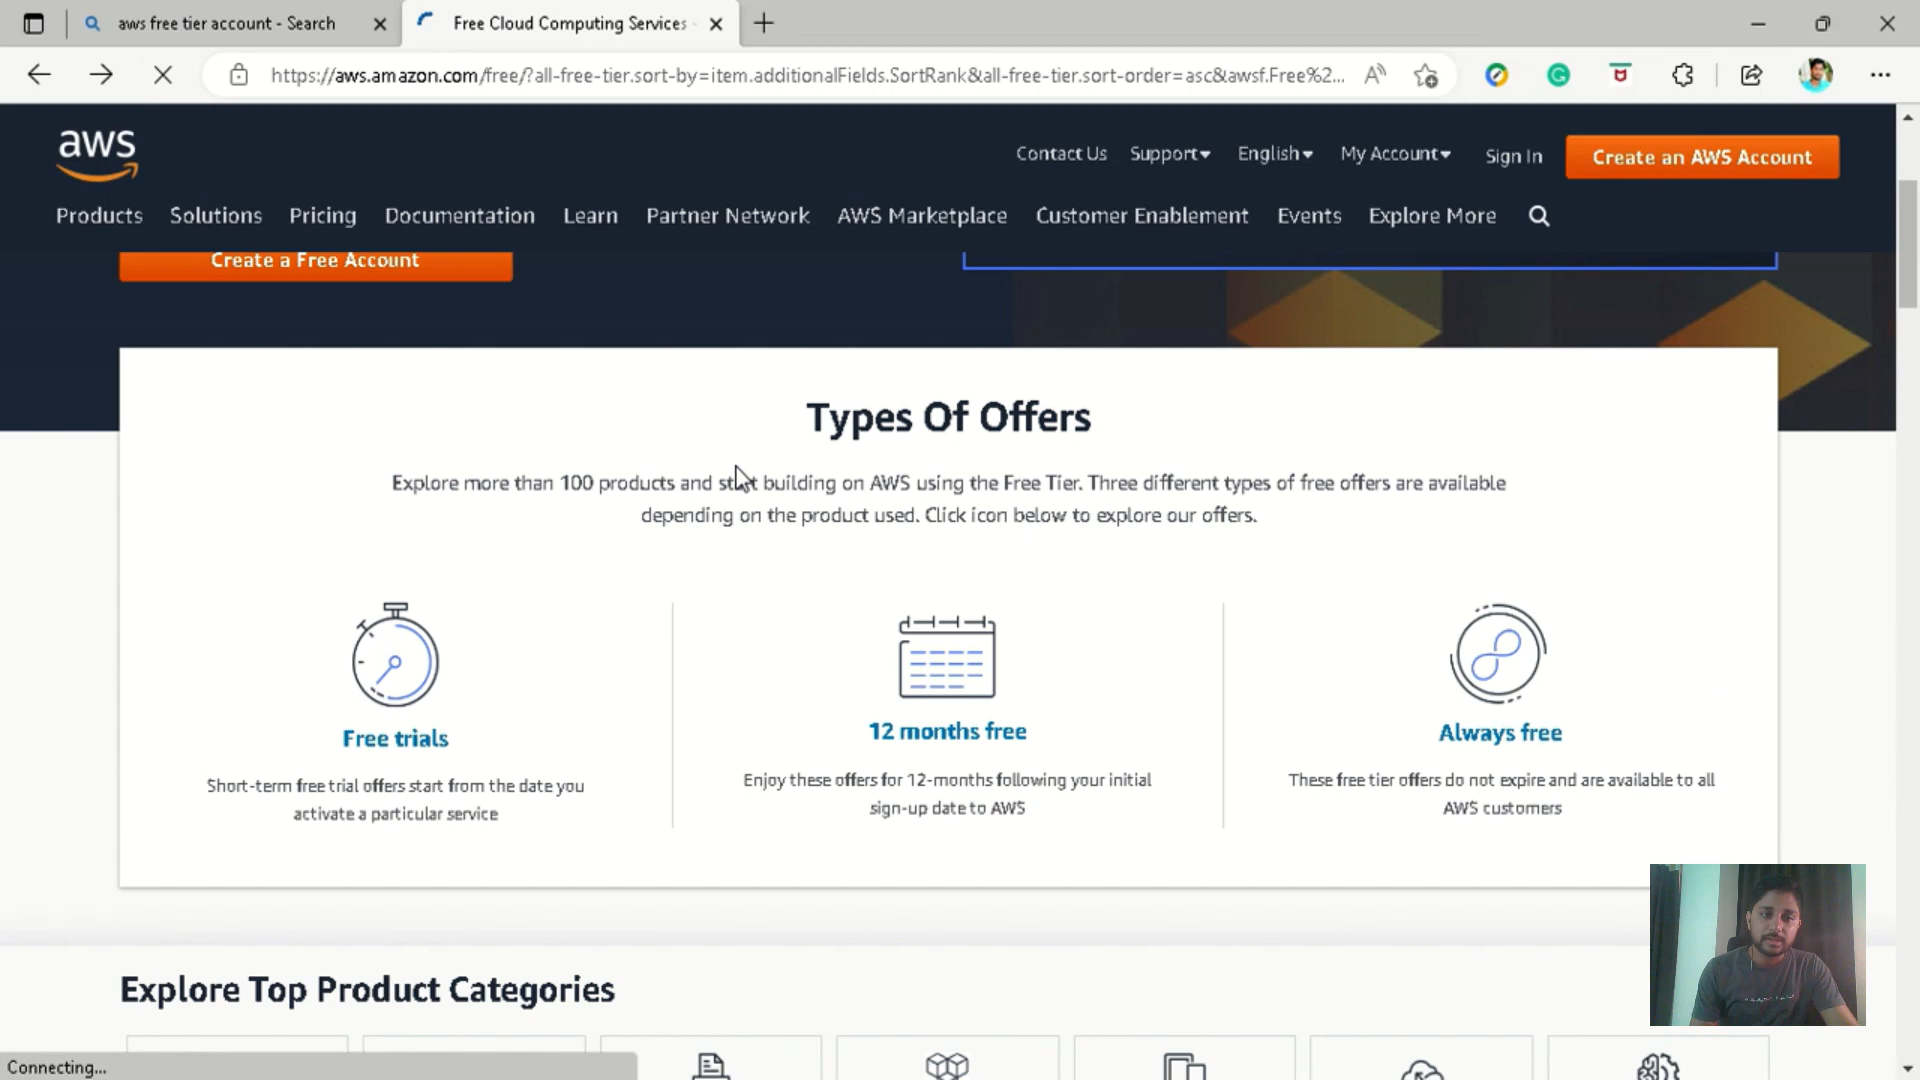 aws free tier account - Search
Free Cloud Computing Services -
https://aws.amazon.com/free/?all-free-tier.sort-by=item.additionalFields.SortRank&all-free-tier.sort-order=asc&awsf.Free%2...
aws
Contact Us Support English My Account Sign In Create an AWS Account
Products Solutions Pricing Documentation Learn Partner Network AWS Marketplace Customer Enablement Events Explore More
Create a Free Account
Types Of Offers
Explore more than 100 products and start building on AWS using the Free Tier. Three different types of free offers are available
depending on the product used. Click icon below to explore our offers.
Free trials
Short-term free trial offers start from the date you
activate a particular service
12 months free
Enjoy these offers for 12-months following your initial
sign-up date to AWS
Always free
These free tier offers do not expire and are available to all
AWS customers
Explore Top Product Categories
Connecting...